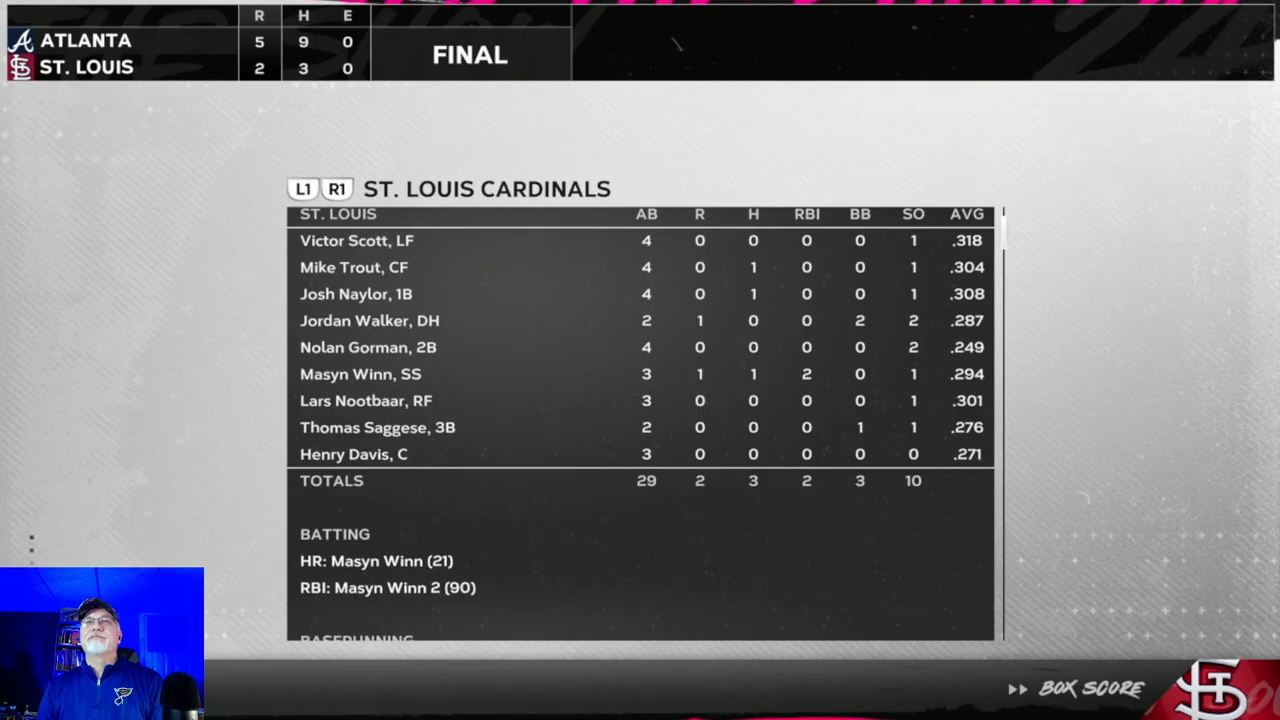 R H E
ATLANTA 5 9 0
ST. LOUIS 2 3 0
FINAL
L1 R1 ST. LOUIS CARDINALS
ST. LOUIS AB R H RBI BB SO AVG
Victor Scott, LF 4 0 0 0 0 1 .318
Mike Trout, CF 4 0 1 0 0 1 .304
Josh Naylor, 1B 4 0 1 0 0 1 .308
Jordan Walker, DH 2 1 0 0 2 2 .287
Nolan Gorman, 2B 4 0 0 0 0 2 .249
Masyn Winn, SS 3 1 1 2 0 1 .294
Lars Nootbaar, RF 3 0 0 0 0 1 .301
Thomas Saggese, 3B 2 0 0 0 1 1 .276
Henry Davis, C 3 0 0 0 0 0 .271
TOTALS 29 2 3 2 3 10
BATTING
HR: Masyn Winn (21)
RBI: Masyn Winn 2 (90)
BASERUNNING
BOX SCORE